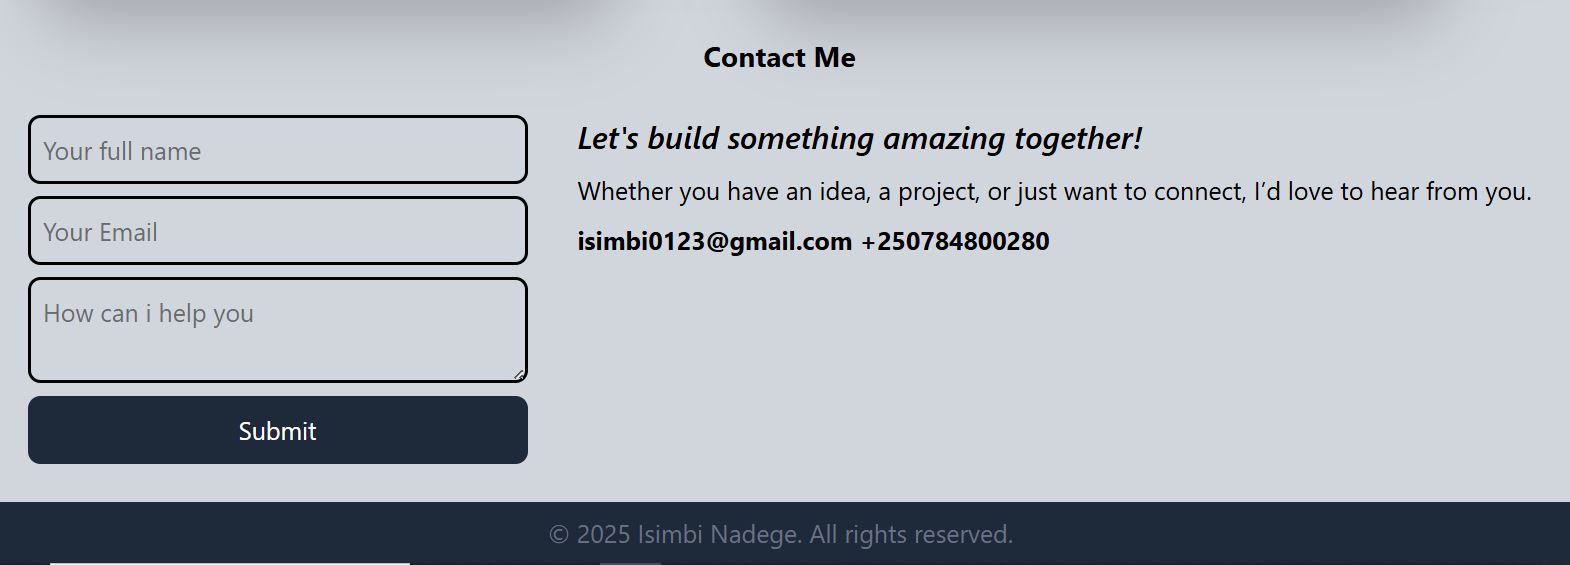 Contact Me
Your full name
Your Email
How can i help you
Submit
Let's build something amazing together!
Whether you have an idea, a project, or just want to connect, I’d love to hear from you.
isimbi0123@gmail.com +250784800280
© 2025 Isimbi Nadege. All rights reserved.